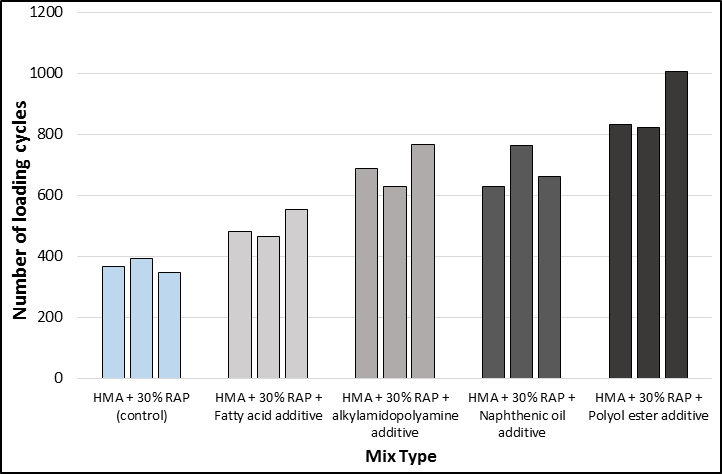 1200
1000
800
600
400
200
0
Number of loading cycles
HMA + 30% RAP
(control)
HMA + 30% RAP +
Fatty acid additive
HMA + 30% RAP +
alkylamidopolyamine
additive
HMA + 30% RAP +
Naphthenic oil
additive
HMA + 30% RAP +
Polyol ester additive
Mix Type